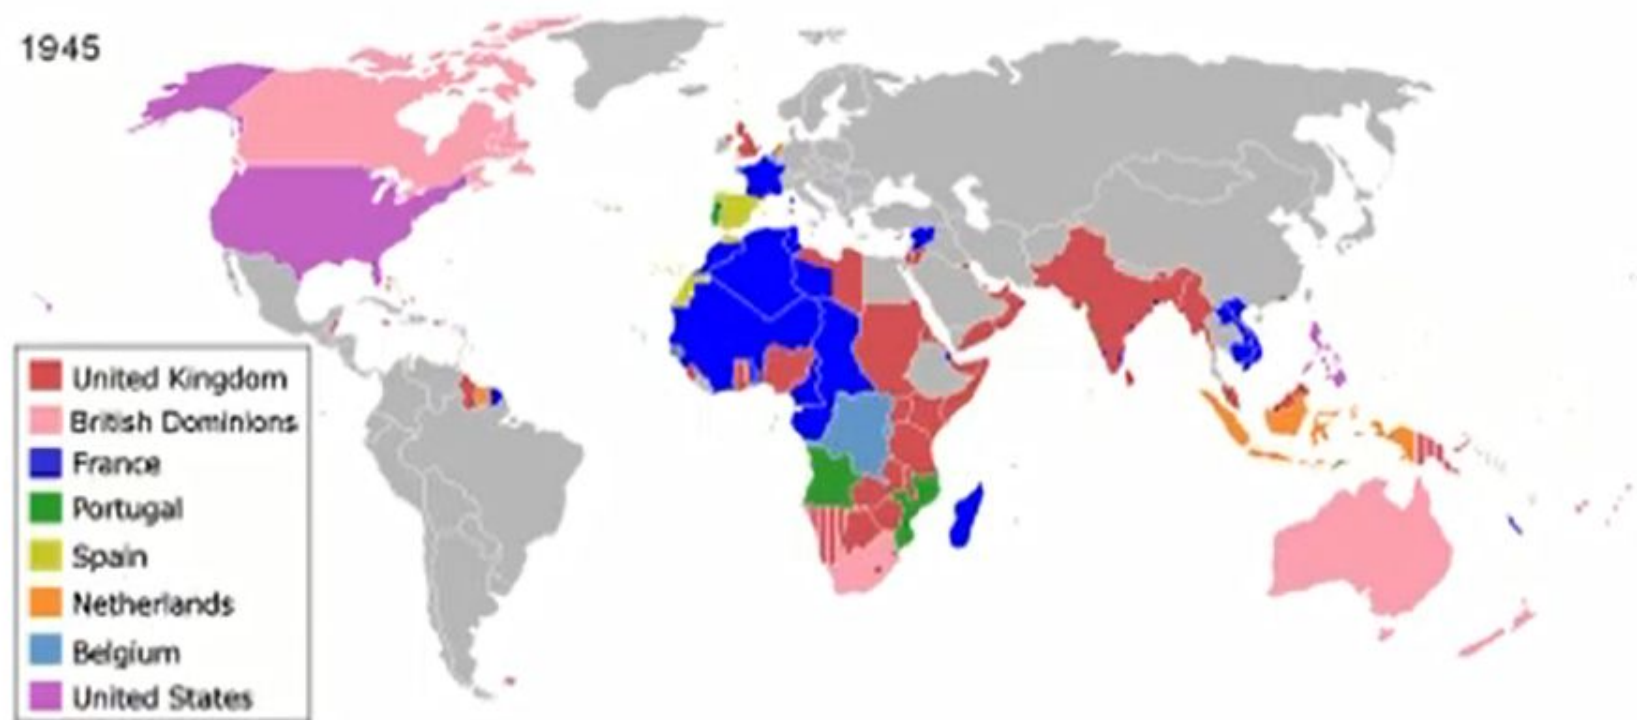 1945
United Kingdom
British Dominions
France
Portugal
Spain
Netherlands
Belgium
United States